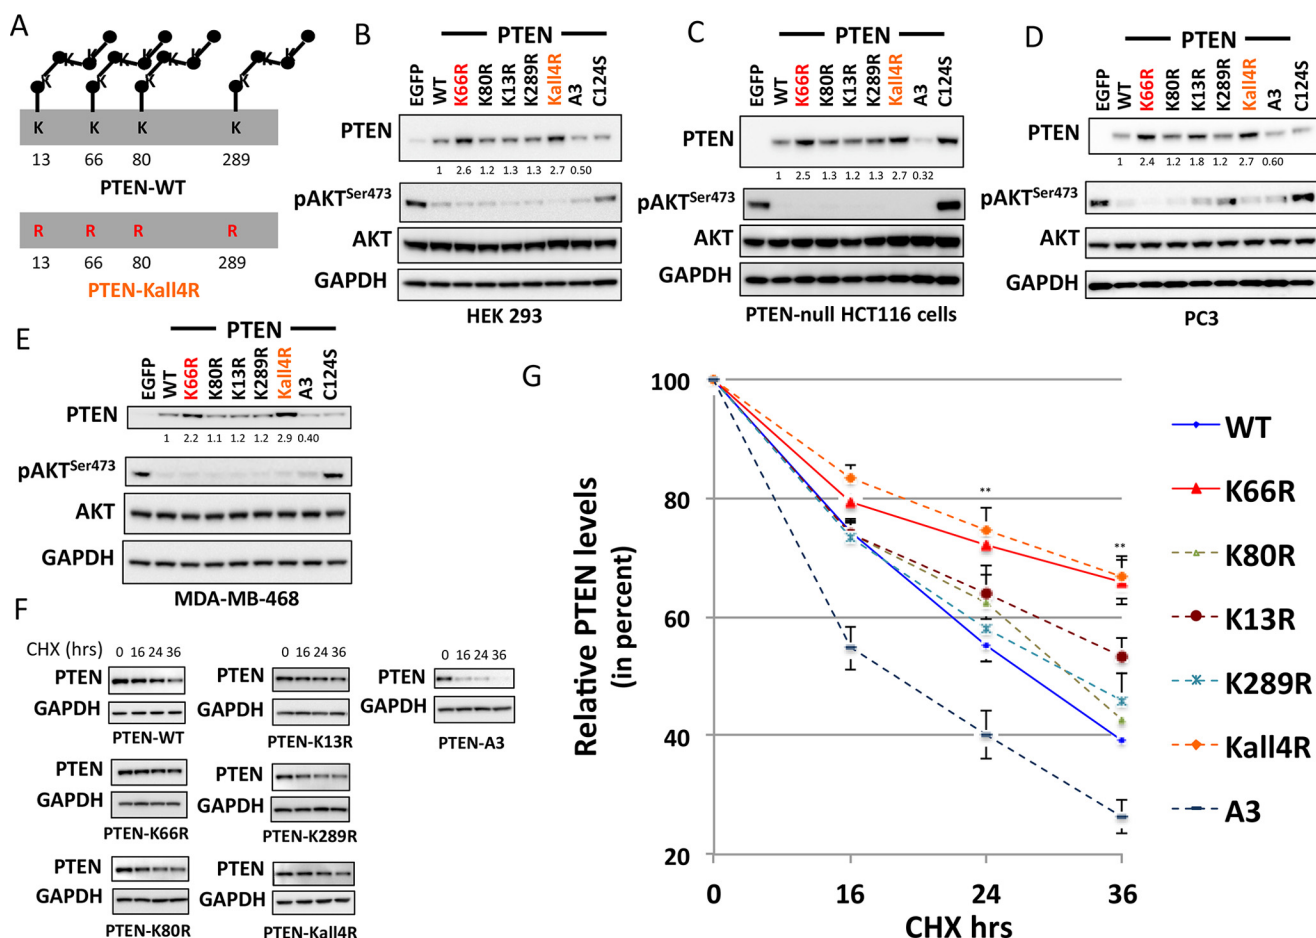 A
K K K K
K K K K
13 66 80 289
PTEN-WT
R R R R
13 66 80 289
PTEN-Kall4R
B
PTEN
EGFP WT K66R K80R K13R K289R Kall4R A3 C124S
PTEN
1 2.6 1.2 1.3 1.3 2.7 0.50
pAKTSer473
AKT
GAPDH
HEK 293
C
PTEN
EGFP WT K66R K80R K13R K289R Kall4R A3 C124S
PTEN
1 2.5 1.3 1.2 1.3 2.7 0.32
pAKTSer473
AKT
GAPDH
PTEN-null HCT116 cells
D
PTEN
EGFP WT K66R K80R K13R K289R Kall4R A3 C124S
PTEN
1 2.4 1.2 1.8 1.2 2.7 0.60
pAKTSer473
AKT
GAPDH
PC3
E
PTEN
EGFP WT K66R K80R K13R K289R Kall4R A3 C124S
PTEN
1 2.2 1.1 1.2 1.2 2.9 0.40
pAKTSer473
AKT
GAPDH
MDA-MB-468
F
CHX (hrs) 0 16 24 36
PTEN
GAPDH
PTEN-WT
0 16 24 36
PTEN
GAPDH
PTEN-K13R
0 16 24 36
PTEN
GAPDH
PTEN-A3
PTEN
GAPDH
PTEN-K66R
PTEN
GAPDH
PTEN-K289R
PTEN
GAPDH
PTEN-K80R
PTEN
GAPDH
PTEN-Kall4R
G
Relative PTEN levels
(in percent)
100
80
60
40
20
0 16 24 36
CHX hrs
**
**
WT
K66R
K80R
K13R
K289R
Kall4R
A3